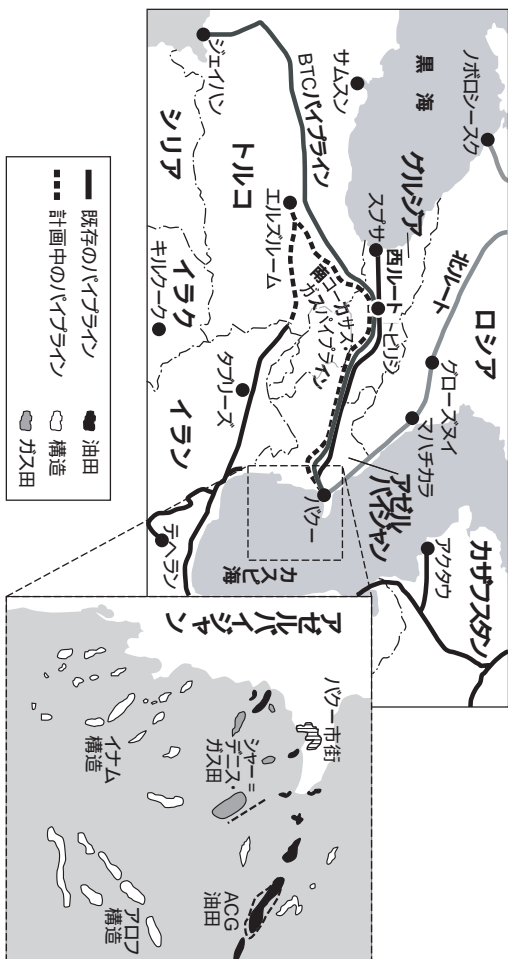 ノボロシースク
黒海
サムスン
BTCパイプライン
ジェイハン
グルジア
スプサ
西ルート
トビリシ
北ルート
ロシア
グローズヌイ
マハチカラ
カザフスタン
アクタウ
トルコ
エルズルーム
南コーカサス・
ガスパイプライン
アゼル
バイジャン
バクー
カスピ海
シリア
イラク
キルクーク
タブリーズ
イラン
テヘラン
既存のパイプライン
計画中のパイプライン
油田
構造
ガス田
アゼルバイジャン
バクー市街
シャー=
デニス・
ガス田
ACG
油田
イナム
構造
アロフ
構造